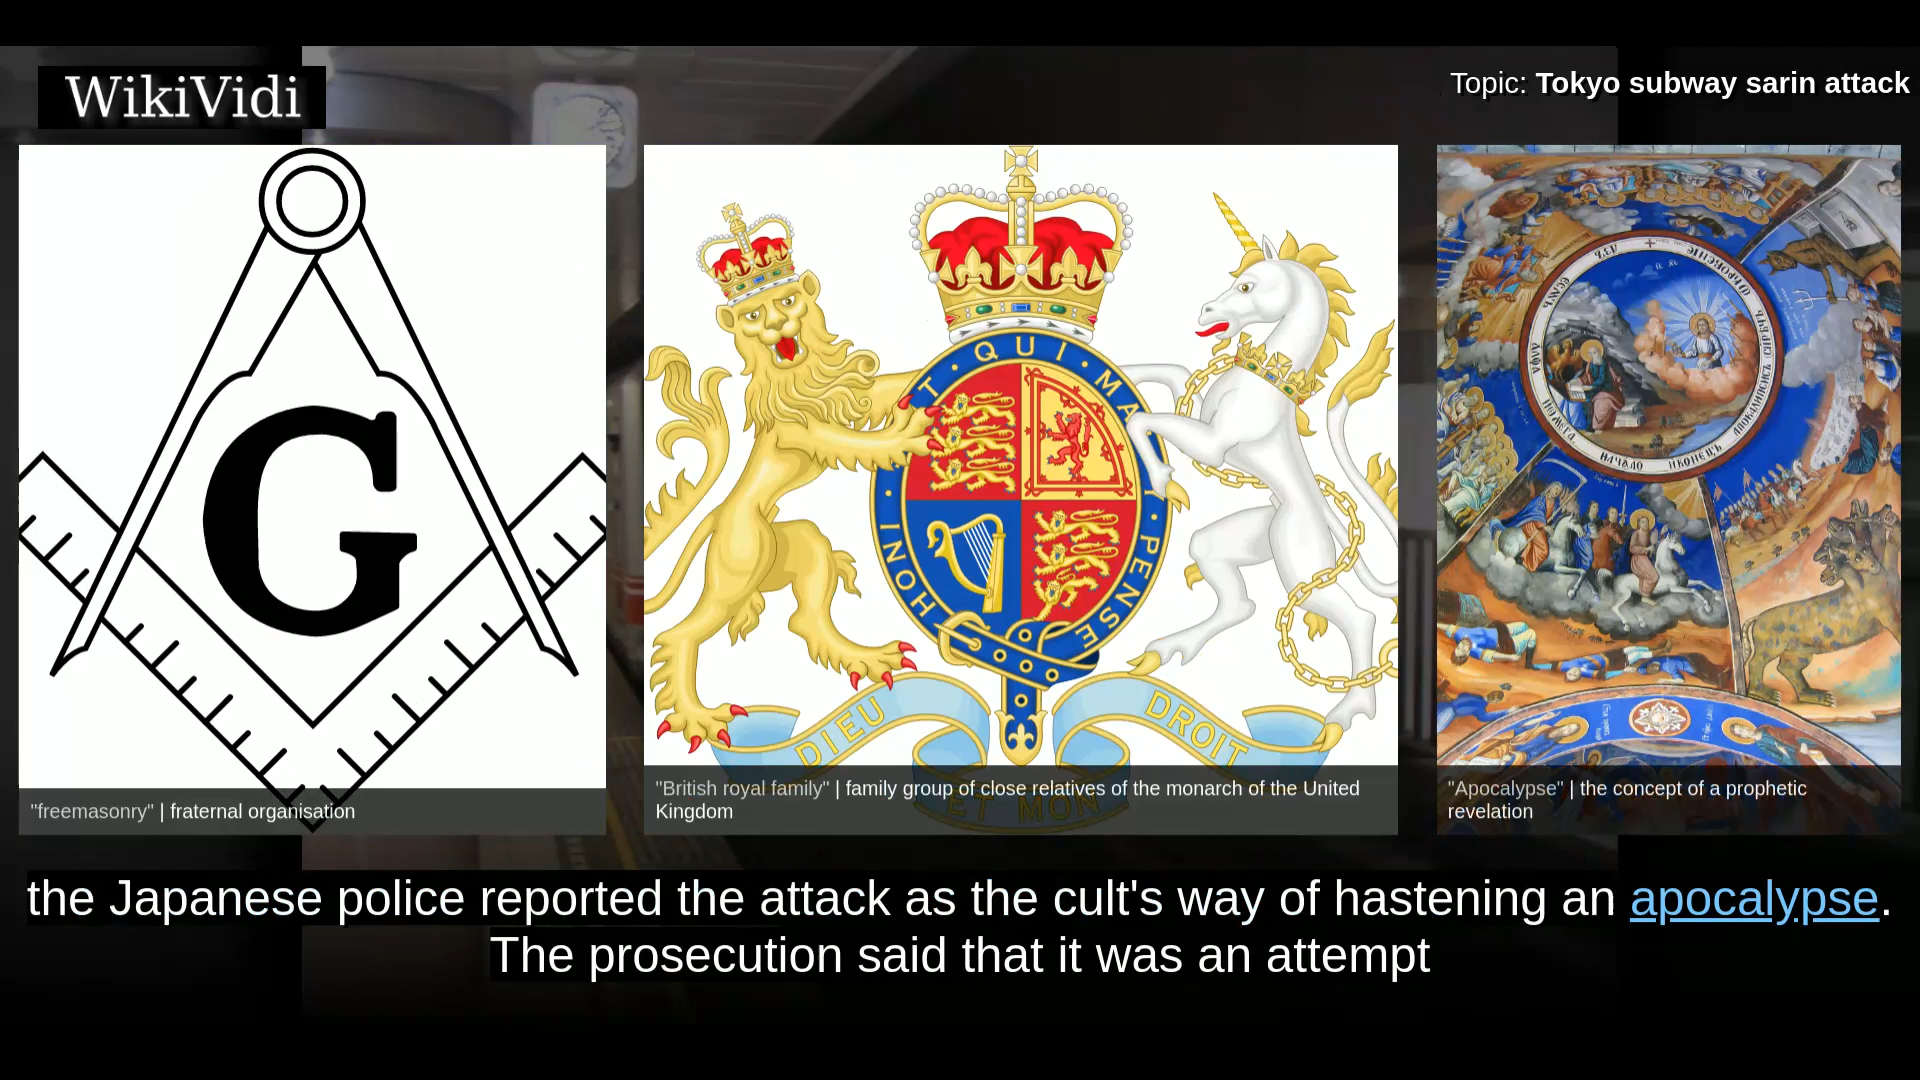 WikiVidi
Topic: Tokyo subway sarin attack
G
"freemasonry" | fraternal organisation
T · QUI · MA
HONI
PENSE
DIEU
DROIT
ET MON
"British royal family" | family group of close relatives of the monarch of the United
Kingdom
НАЧАЛО
"Apocalypse" | the concept of a prophetic
revelation
the Japanese police reported the attack as the cult's way of hastening an apocalypse.
The prosecution said that it was an attempt